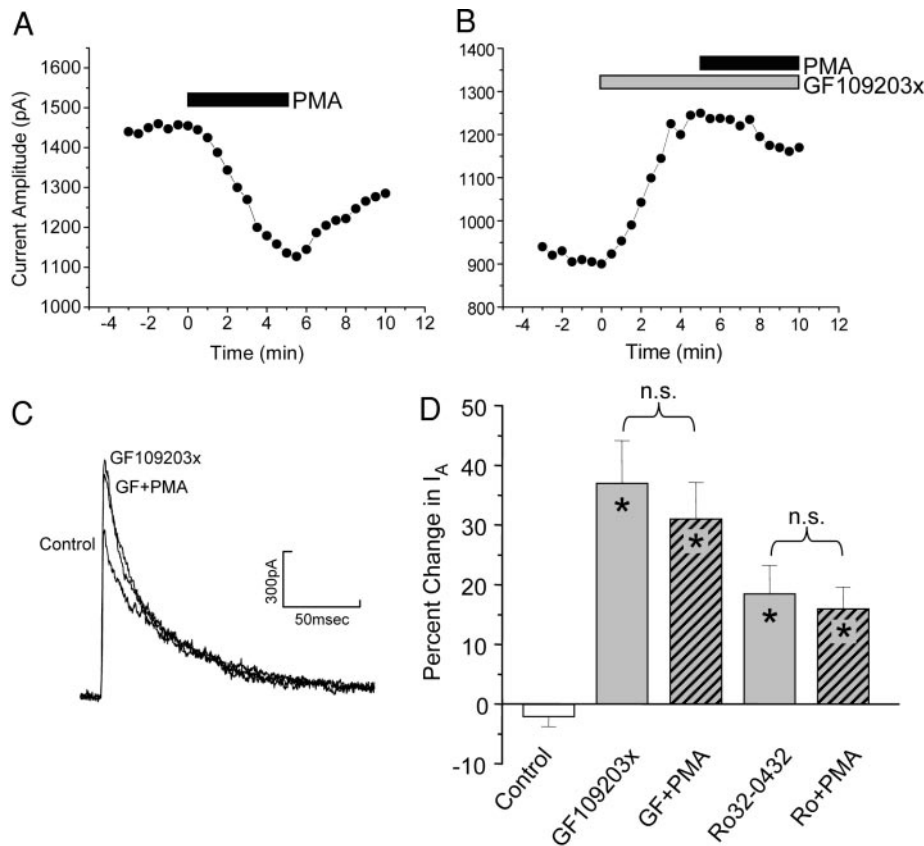 A
1600
1500
1400
1300
1200
1100
1000
Current Amplitude (pA)
PMA
-4 -2 0 2 4 6 8 10 12
Time (min)
B
1400
1300
1200
1100
1000
900
800
PMA
GF109203x
-4 -2 0 2 4 6 8 10 12
Time (min)
C
GF109203x
GF+PMA
Control
300pA
50msec
D
Percent Change in IA
50
40
30
20
10
0
-10
n.s.
n.s.
*
*
*
*
Control
GF109203x
GF+PMA
Ro32-0432
Ro+PMA